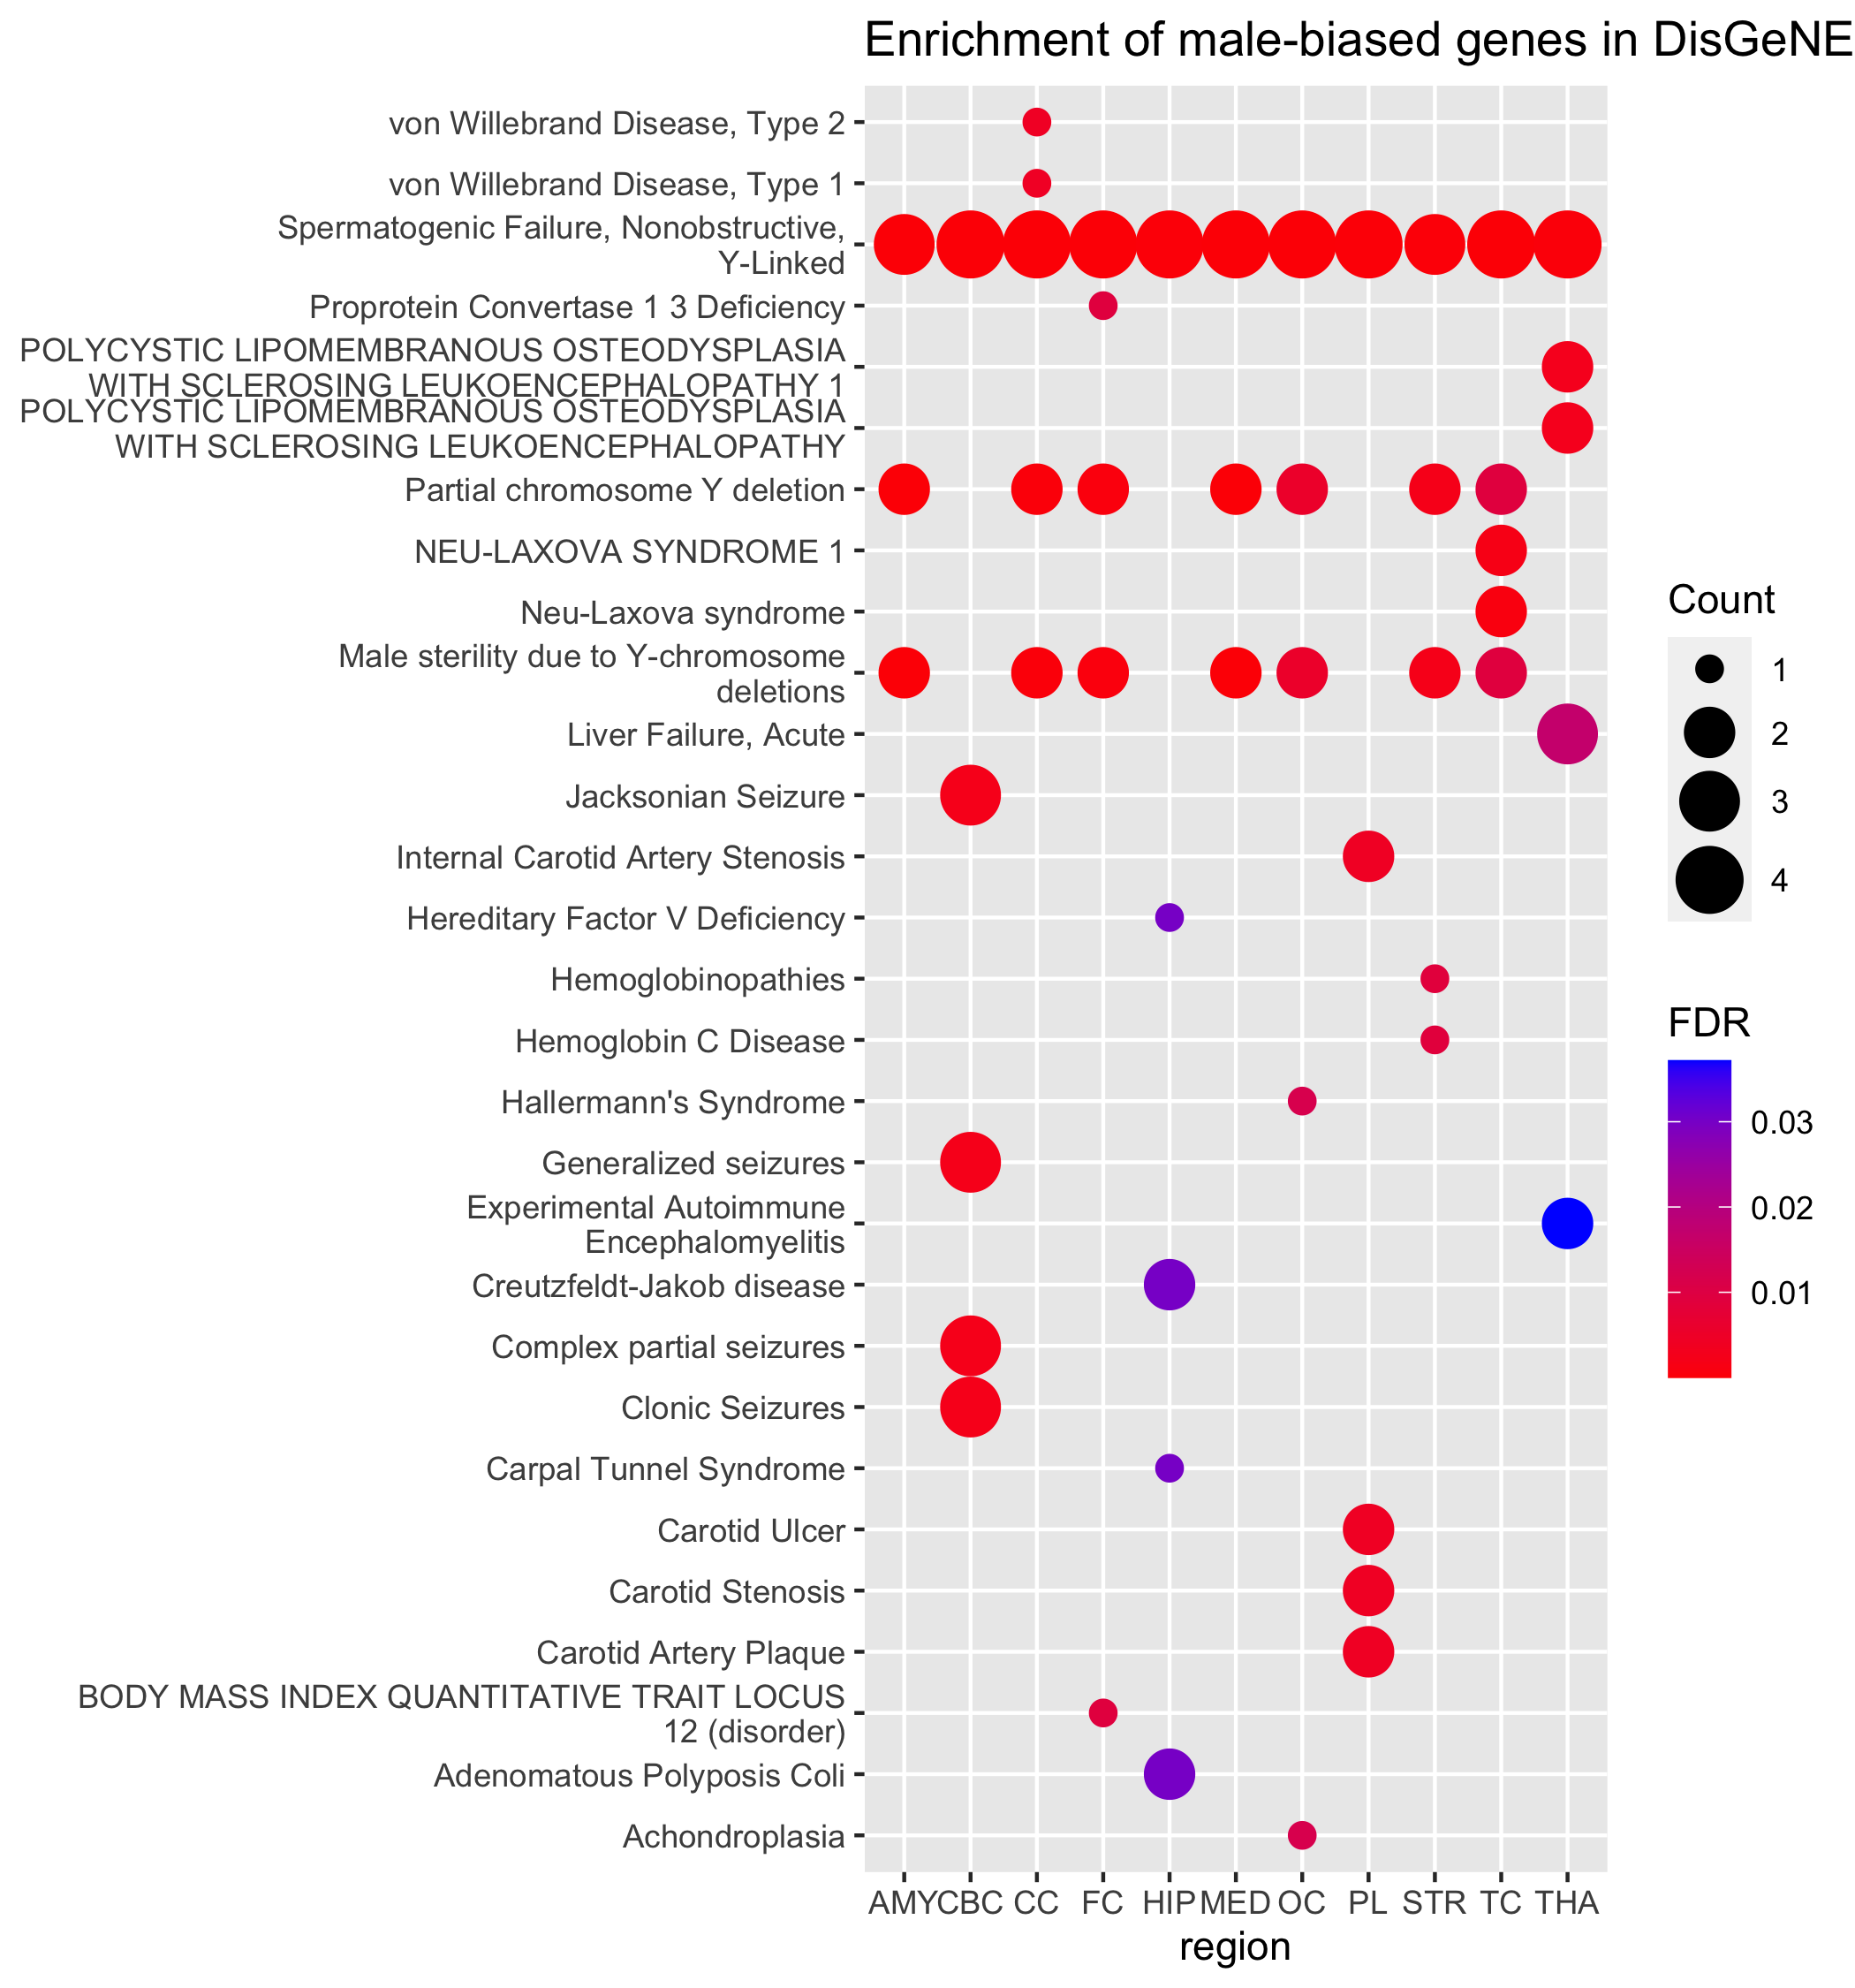 Enrichment of male-biased genes in DisGeNE
von Willebrand Disease, Type 2
von Willebrand Disease, Type 1
Spermatogenic Failure, Nonobstructive,
Y-Linked
Proprotein Convertase 1 3 Deficiency
POLYCYSTIC LIPOMEMBRANOUS OSTEODYSPLASIA
WITH SCLEROSING LEUKOENCEPHALOPATHY 1
POLYCYSTIC LIPOMEMBRANOUS OSTEODYSPLASIA
WITH SCLEROSING LEUKOENCEPHALOPATHY
Partial chromosome Y deletion
NEU-LAXOVA SYNDROME 1
Neu-Laxova syndrome
Male sterility due to Y-chromosome
deletions
Liver Failure, Acute
Jacksonian Seizure
Internal Carotid Artery Stenosis
Hereditary Factor V Deficiency
Hemoglobinopathies
Hemoglobin C Disease
Hallermann's Syndrome
Generalized seizures
Experimental Autoimmune
Encephalomyelitis
Creutzfeldt-Jakob disease
Complex partial seizures
Clonic Seizures
Carpal Tunnel Syndrome
Carotid Ulcer
Carotid Stenosis
Carotid Artery Plaque
BODY MASS INDEX QUANTITATIVE TRAIT LOCUS
12 (disorder)
Adenomatous Polyposis Coli
Achondroplasia
AMY CBC CC FC HIP MED OC PL STR TC THA
region
Count
1
2
3
4
FDR
0.03
0.02
0.01